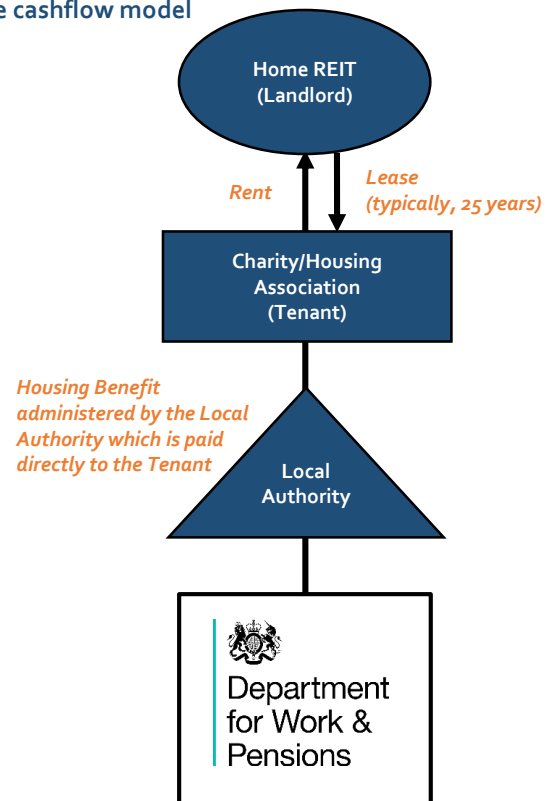 e cashflow model
Home REIT
(Landlord)
Rent
Lease
(typically, 25 years)
Charity/Housing
Association
(Tenant)
Housing Benefit
administered by the Local
Authority which is paid
directly to the Tenant
Local
Authority
Department
for Work &
Pensions